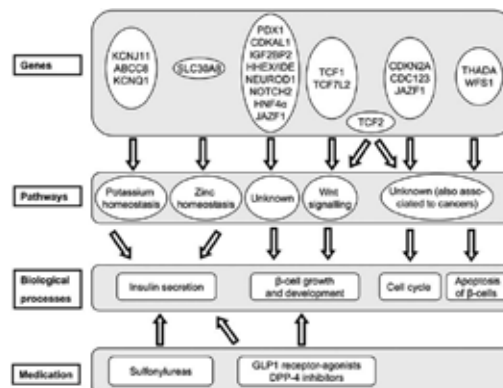 Genes
KCNJ11
ABCC8
KCNQ1
SLC30A8
PDX1
CDKAL1
IGF2BP2
HHEX/IDE
NEUROD1
NOTCH2
HNF4α
JAZF1
TCF1
TCF7L2
TCF2
CDKN2A
CDC123
JAZF1
THADA
WFS1
Pathways
Potassium
homeostasis
Zinc
homeostasis
Unknown
Wnt
signalling
Unknown (also asso-
ciated to cancers)
Biological
processes
Insulin secretion
β-cell growth
and development
Cell cycle
Apoptosis
of β-cells
Medication
Sulfonylureas
GLP1 receptor-agonists
DPP-4 inhibitors